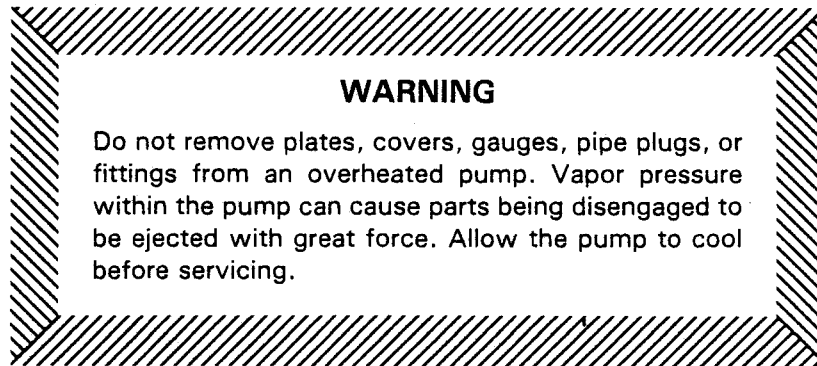 WARNING
Do not remove plates, covers, gauges, pipe plugs, or
fittings from an overheated pump. Vapor pressure
within the pump can cause parts being disengaged to
be ejected with great force. Allow the pump to cool
before servicing.